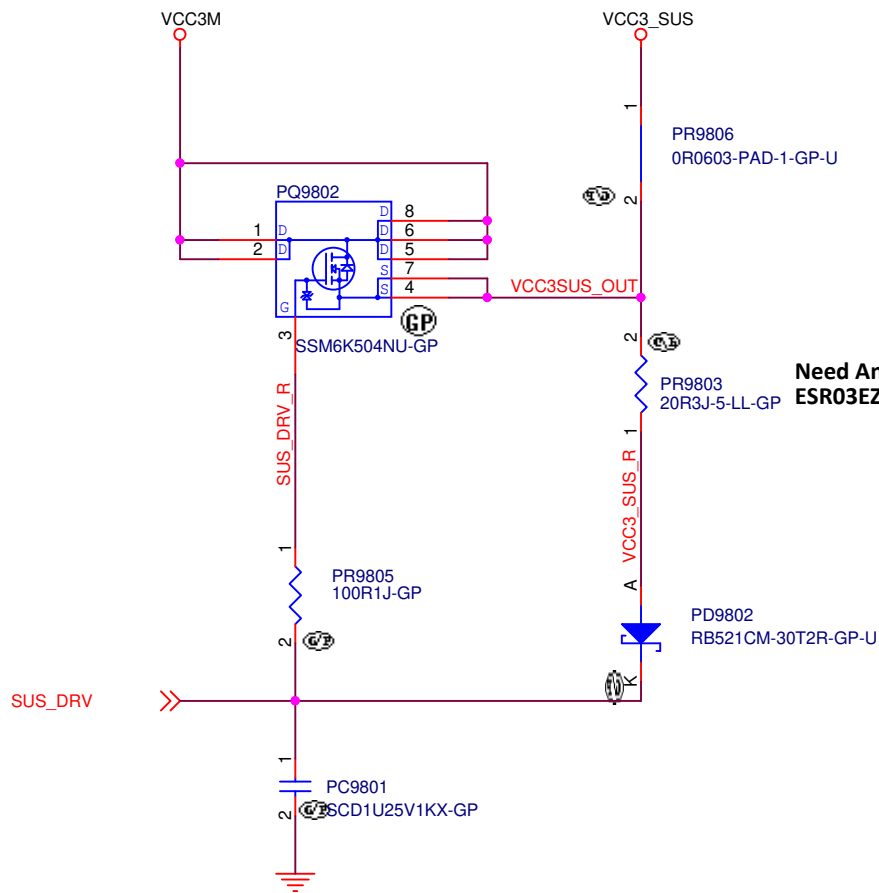 VCC3M
VCC3_SUS
1
PR9806
0R0603-PAD-1-GP-U
2
PQ9802
D
8
1
D
D
6
2
D
D
5
S
7
S
4
VCC3SUS_OUT
G
GP
3
SSM6K504NU-GP
2
PR9803
20R3J-5-LL-GP
Need An
ESR03EZ
1
SUS_DRV_R
VCC3_SUS_R
1
PR9805
100R1J-GP
2
G/P
A
PD9802
RB521CM-30T2R-GP-U
K
SUS_DRV
1
PC9801
SCD1U25V1KX-GP
2
G/P